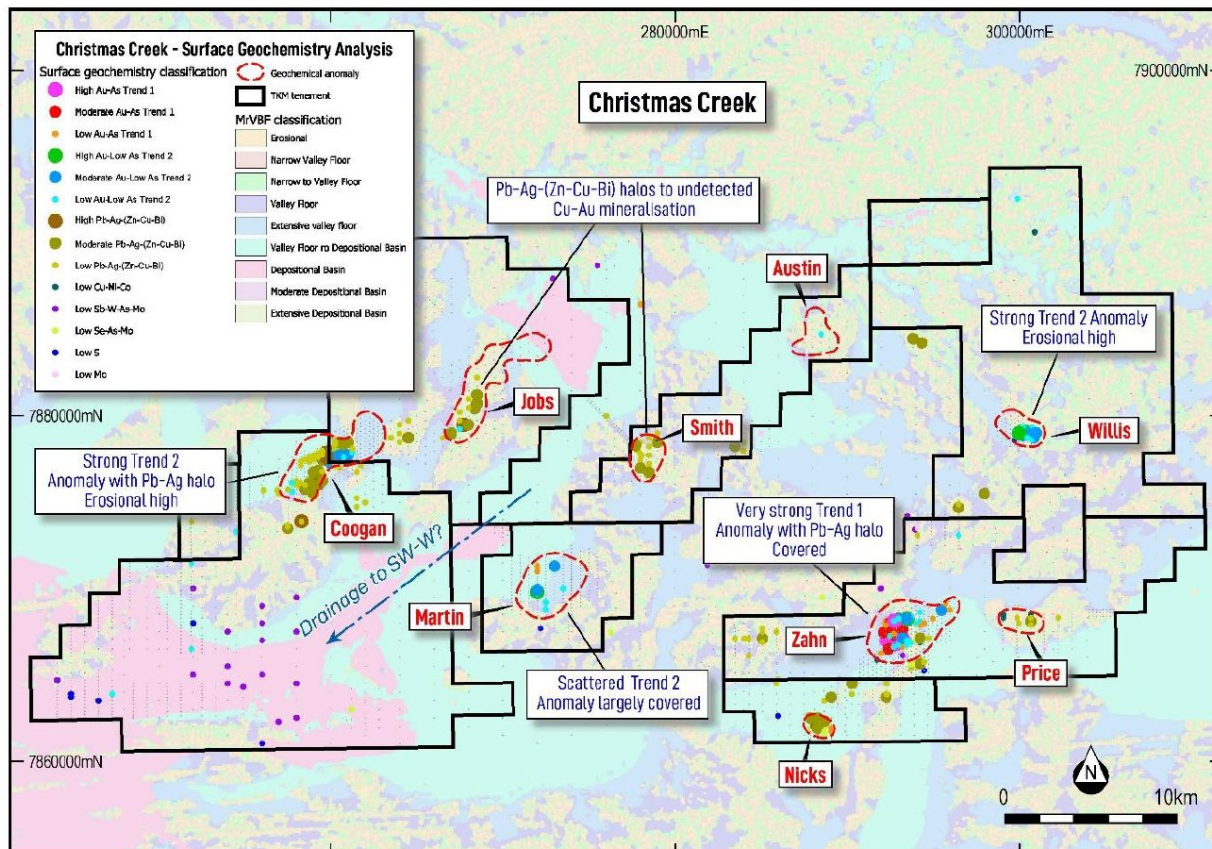 Christmas Creek - Surface Geochemistry Analysis
Surface geochemistry classification
High Au-As Trend 1
Moderate Au-As Trend 1
Low Au-As Trend 1
High Au-Low As Trend 2
Moderate Au-Low As Trend 2
Low Au-Low As Trend 2
High Pb-Ag-(Zn-Cu-Bi)
Moderate Pb-Ag-(Zn-Cu-Bi)
Low Pb-Ag-(Zn-Cu-Bi)
Low Cu-Ni-Co
Low Sb-W-As-Mo
Low Se-As-Mo
Low S
Low Mo
Geochemical anomaly
TKM tenement
MrVBF classification
Erosional
Narrow Valley Floor
Narrow to Valley Floor
Valley Floor
Extensive valley floor
Valley Floor ro Depositional Basin
Depositional Basin
Moderate Depositional Basin
Extensive Depositional Basin
280000mE
300000mE
7900000mN
Christmas Creek
Pb-Ag-(Zn-Cu-Bi) halos to undetected
Cu-Au mineralisation
Austin
Strong Trend 2 Anomaly
Erosional high
7880000mN
Jobs
Smith
Willis
Strong Trend 2
Anomaly with Pb-Ag halo
Erosional high
Coogan
Very strong Trend 1
Anomaly with Pb-Ag halo
Covered
Drainage to SW-W?
Martin
Zahn
Price
Scattered Trend 2
Anomaly largely covered
7860000mN
Nicks
N
0 10km